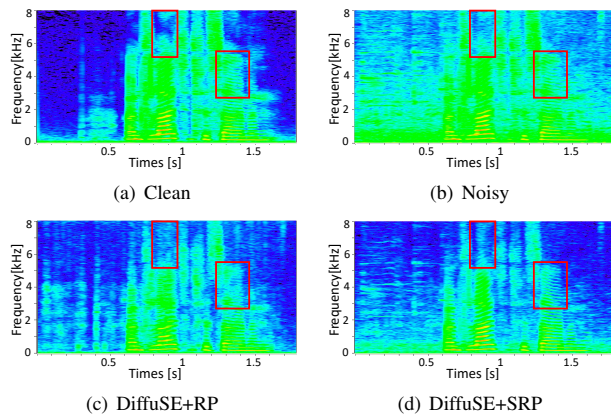 8
6
4
2
0
Frequency[kHz]
0.5
1
1.5
Times [s]
(a) Clean
8
6
4
2
0
Frequency[kHz]
0.5
1
1.5
Times [s]
(b) Noisy
8
6
4
2
0
Frequency[kHz]
0.5
1
1.5
Times [s]
(c) DiffuSE+RP
8
6
4
2
0
Frequency[kHz]
0.5
1
1.5
Times [s]
(d) DiffuSE+SRP